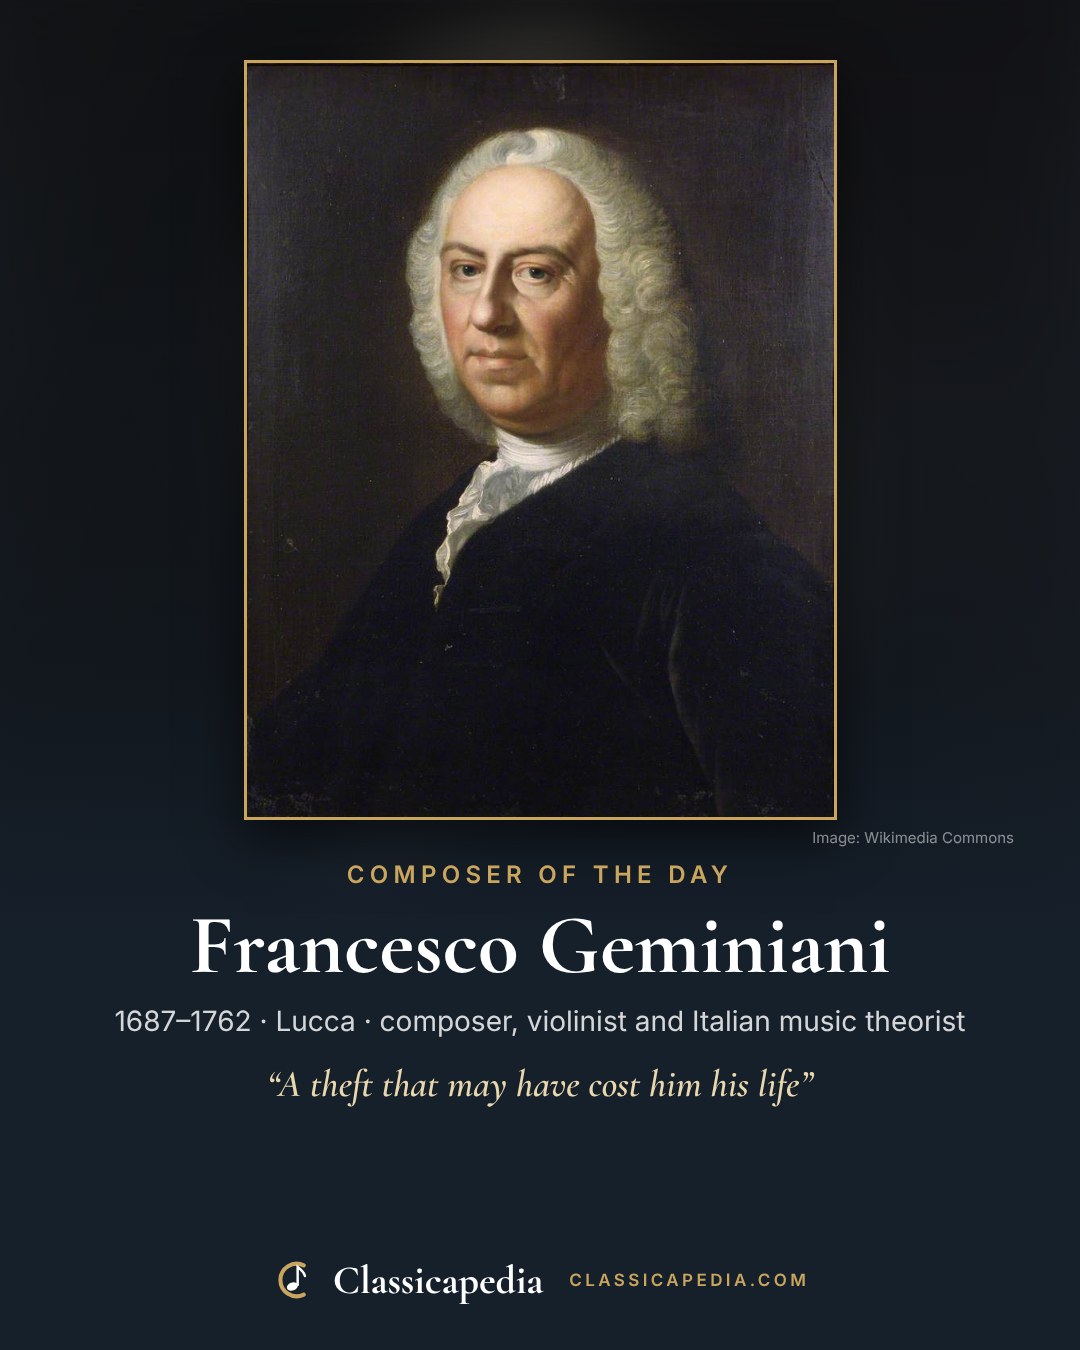 Image: Wikimedia Commons
COMPOSER OF THE DAY
Francesco Geminiani
1687–1762 · Lucca · composer, violinist and Italian music theorist
“A theft that may have cost him his life”
Classicapedia CLASSICAPEDIA.COM